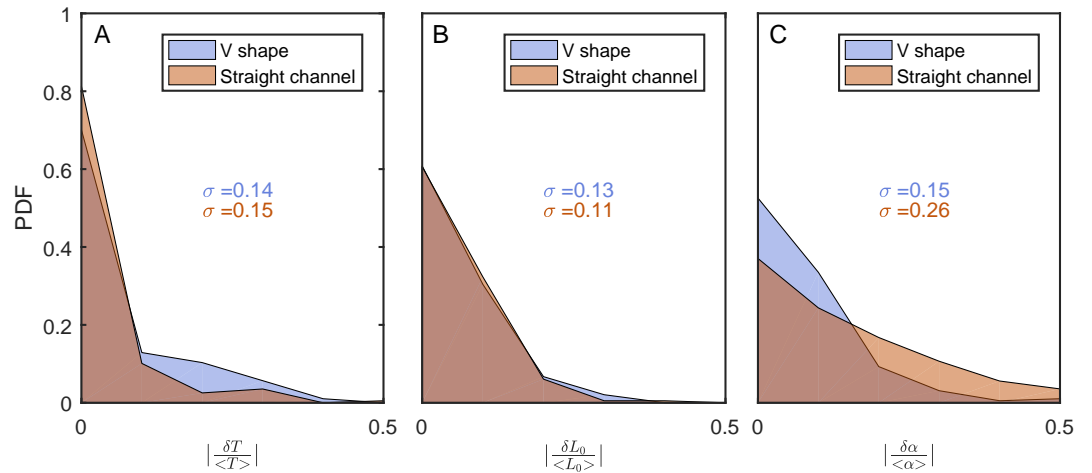 A
V shape
Straight channel
σ =0.14
σ =0.15
B
V shape
Straight channel
σ =0.13
σ =0.11
C
V shape
Straight channel
σ =0.15
σ =0.26
PDF
1
0.8
0.6
0.4
0.2
0
0 0.5
0 0.5
0 0.5
|δT/<T>|
|δL₀/<L₀>|
|δα/<α>|